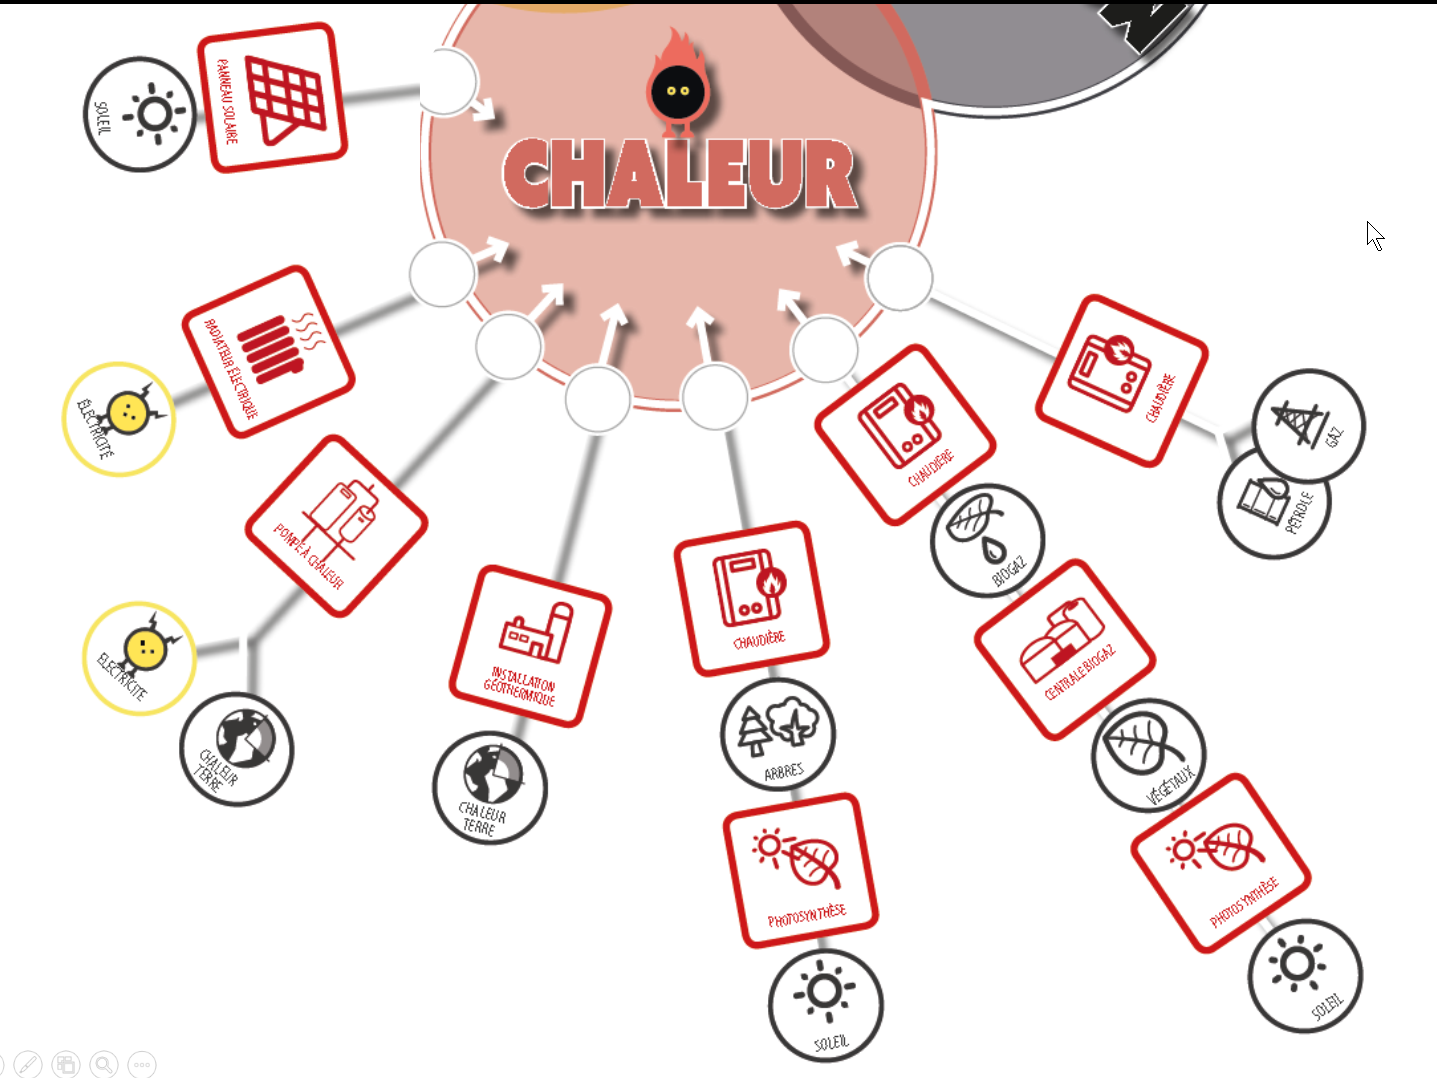 CHALEUR
PANNEAU SOLAIRE
SOLEIL
RADIATEUR ÉLECTRIQUE
ÉLECTRICITÉ
POMPE À CHALEUR
ÉLECTRICITÉ
CHALEUR
TERRE
INSTALLATION
GÉOTHERMIQUE
CHALEUR
TERRE
CHAUDIÈRE
ARBRES
PHOTOSYNTHÈSE
SOLEIL
CHAUDIÈRE
BIOGAZ
CENTRALE BIOGAZ
VÉGÉTAUX
PHOTOSYNTHÈSE
SOLEIL
CHAUDIÈRE
GAZ
PÉTROLE